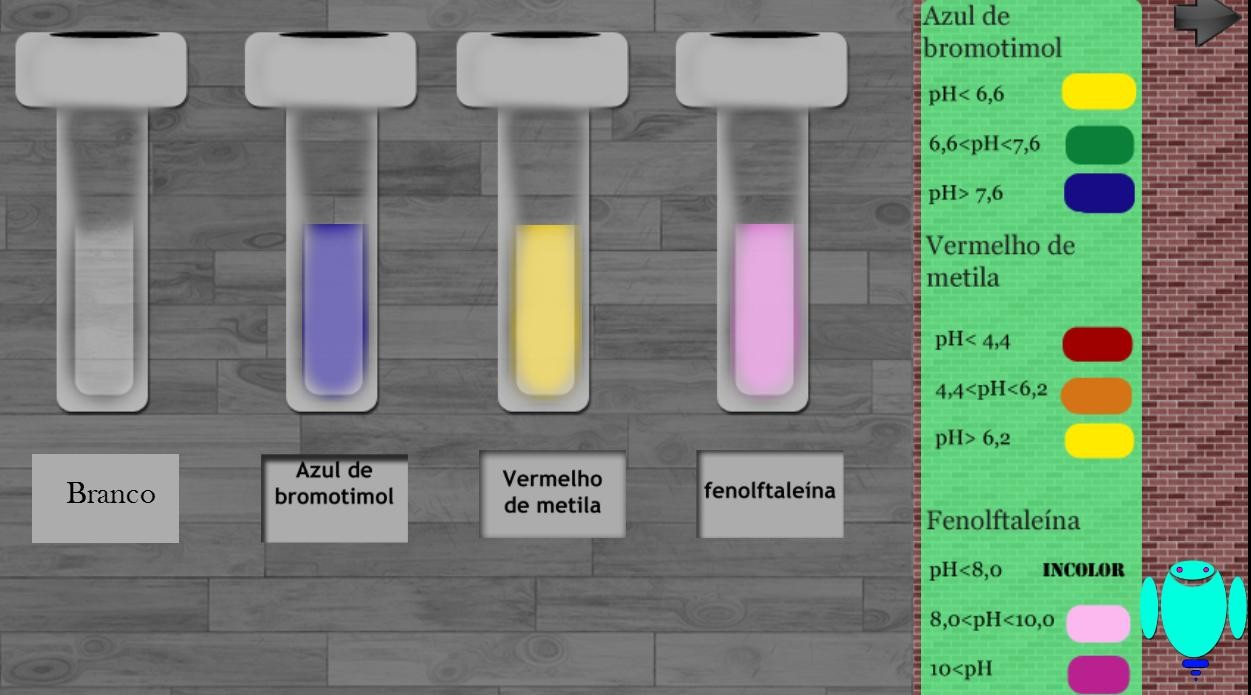 Branco
Azul de
bromotimol
Vermelho
de metila
fenolftaleína
Azul de
bromotimol
pH< 6,6
6,6<pH<7,6
pH> 7,6
Vermelho de
metila
pH< 4,4
4,4<pH<6,2
pH> 6,2
Fenolftaleína
pH<8,0 INCOLOR
8,0<pH<10,0
10<pH